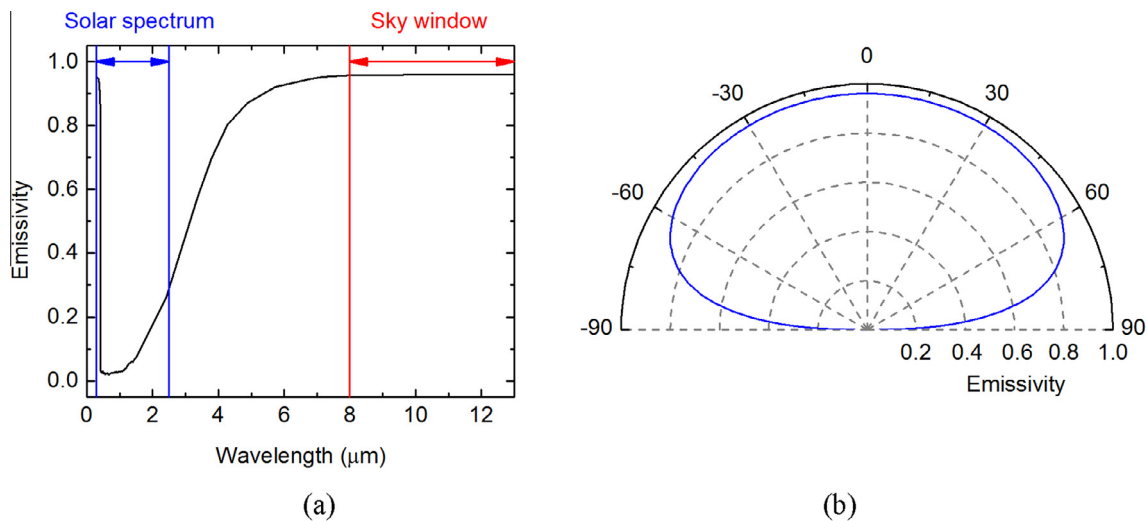 Solar spectrum
Sky window
1.0
0.8
0.6
0.4
0.2
0.0
Emissivity
0 2 4 6 8 10 12
Wavelength (μm)
(a)
0
-30 30
-60 60
-90 90
0.2 0.4 0.6 0.8 1.0
Emissivity
(b)